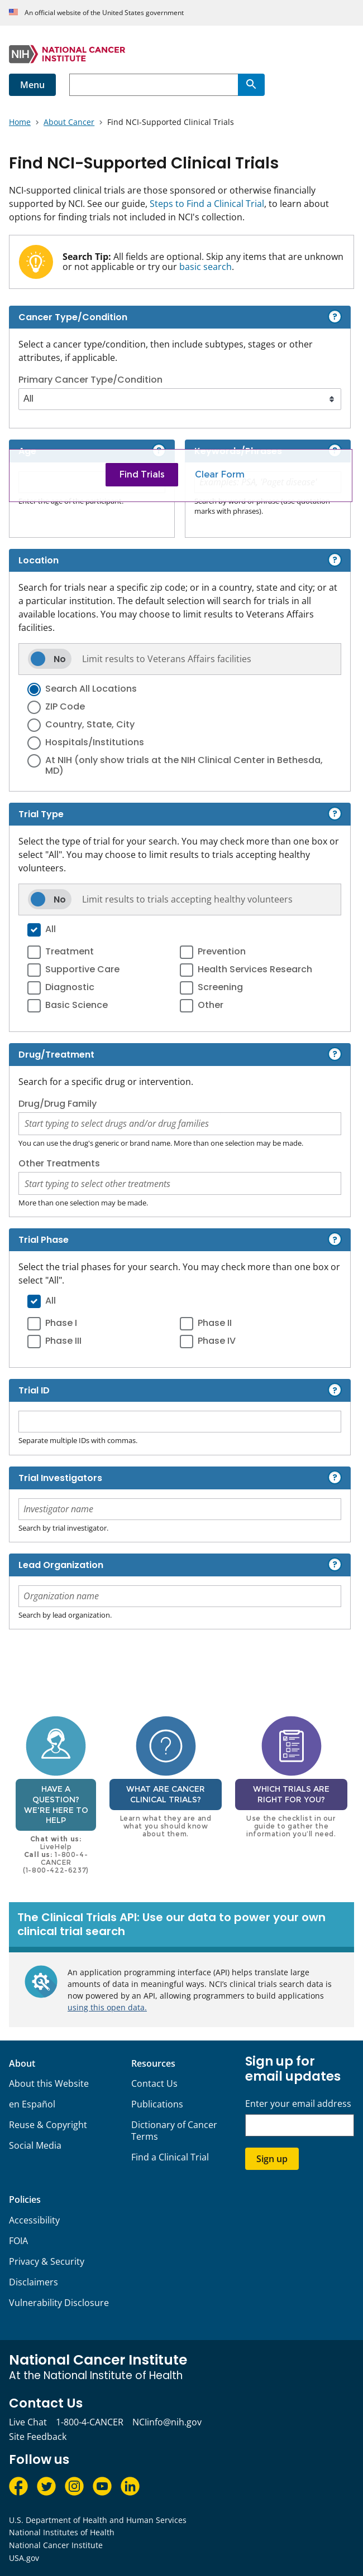 An official website of the United States government
NIH NATIONAL CANCER
INSTITUTE
Menu
Home > About Cancer > Find NCI-Supported Clinical Trials
Find NCI-Supported Clinical Trials
NCI-supported clinical trials are those sponsored or otherwise financially
supported by NCI. See our guide, Steps to Find a Clinical Trial, to learn about
options for finding trials not included in NCI's collection.
Search Tip: All fields are optional. Skip any items that are unknown
or not applicable or try our basic search.
Cancer Type/Condition ?
Select a cancer type/condition, then include subtypes, stages or other
attributes, if applicable.
Primary Cancer Type/Condition
All
Age
Keywords/Phrases
Find Trials Clear Form
Enter the age of the participant.
Search by word or phrase (use quotation
marks with phrases).
Location ?
Search for trials near a specific zip code; or in a country, state and city; or at
a particular institution. The default selection will search for trials in all
available locations. You may choose to limit results to Veterans Affairs
facilities.
No Limit results to Veterans Affairs facilities
Search All Locations
ZIP Code
Country, State, City
Hospitals/Institutions
At NIH (only show trials at the NIH Clinical Center in Bethesda,
MD)
Trial Type ?
Select the type of trial for your search. You may check more than one box or
select "All". You may choose to limit results to trials accepting healthy
volunteers.
No Limit results to trials accepting healthy volunteers
All
Treatment Prevention
Supportive Care Health Services Research
Diagnostic Screening
Basic Science Other
Drug/Treatment ?
Search for a specific drug or intervention.
Drug/Drug Family
Start typing to select drugs and/or drug families
You can use the drug's generic or brand name. More than one selection may be made.
Other Treatments
Start typing to select other treatments
More than one selection may be made.
Trial Phase ?
Select the trial phases for your search. You may check more than one box or
select "All".
All
Phase I Phase II
Phase III Phase IV
Trial ID ?
Separate multiple IDs with commas.
Trial Investigators ?
Investigator name
Search by trial investigator.
Lead Organization ?
Organization name
Search by lead organization.
HAVE A
QUESTION?
WE'RE HERE TO
HELP
Chat with us:
LiveHelp
Call us: 1-800-4-
CANCER
(1-800-422-6237)
WHAT ARE CANCER
CLINICAL TRIALS?
Learn what they are and
what you should know
about them.
WHICH TRIALS ARE
RIGHT FOR YOU?
Use the checklist in our
guide to gather the
information you'll need.
The Clinical Trials API: Use our data to power your own
clinical trial search
An application programming interface (API) helps translate large
amounts of data in meaningful ways. NCI's clinical trials search data is
now powered by an API, allowing programmers to build applications
using this open data.
About
About this Website
en Español
Reuse & Copyright
Social Media
Resources
Contact Us
Publications
Dictionary of Cancer
Terms
Find a Clinical Trial
Sign up for
email updates
Enter your email address
Sign up
Policies
Accessibility
FOIA
Privacy & Security
Disclaimers
Vulnerability Disclosure
National Cancer Institute
At the National Institute of Health
Contact Us
Live Chat 1-800-4-CANCER NCIinfo@nih.gov
Site Feedback
Follow us
U.S. Department of Health and Human Services
National Institutes of Health
National Cancer Institute
USA.gov